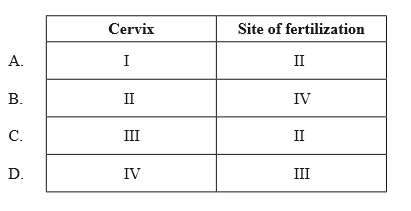 Cervix Site of fertilization
A. I II
B. II IV
C. III II
D. IV III